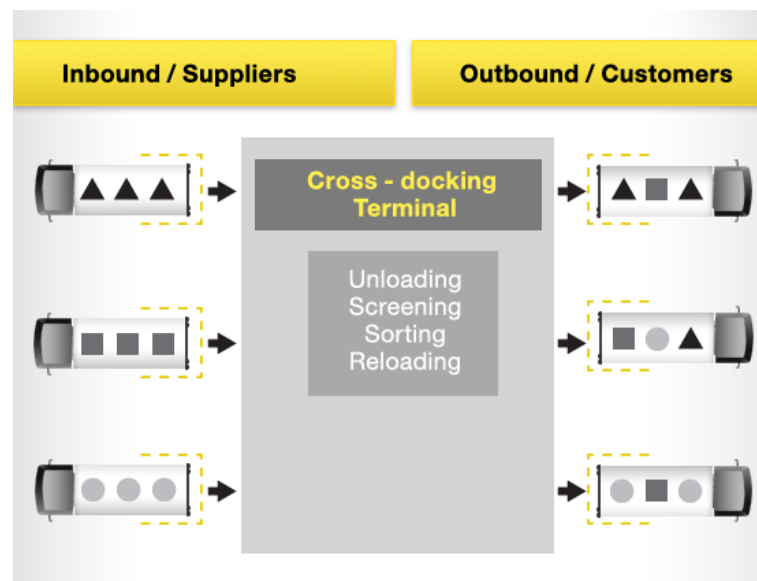 Inbound / Suppliers
Outbound / Customers
Cross - docking
Terminal
Unloading
Screening
Sorting
Reloading